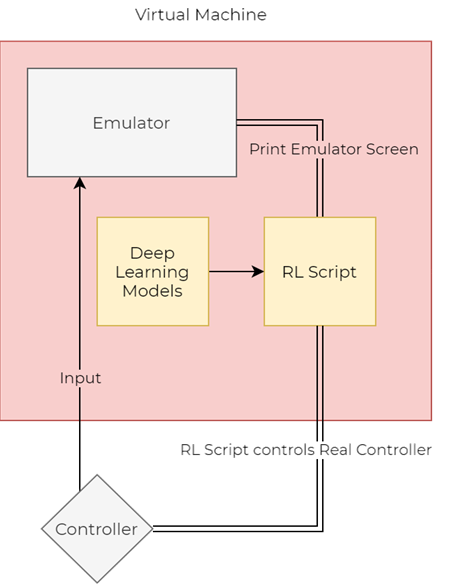 Virtual Machine
Emulator
Print Emulator Screen
Deep
Learning
Models
RL Script
Input
RL Script controls Real Controller
Controller